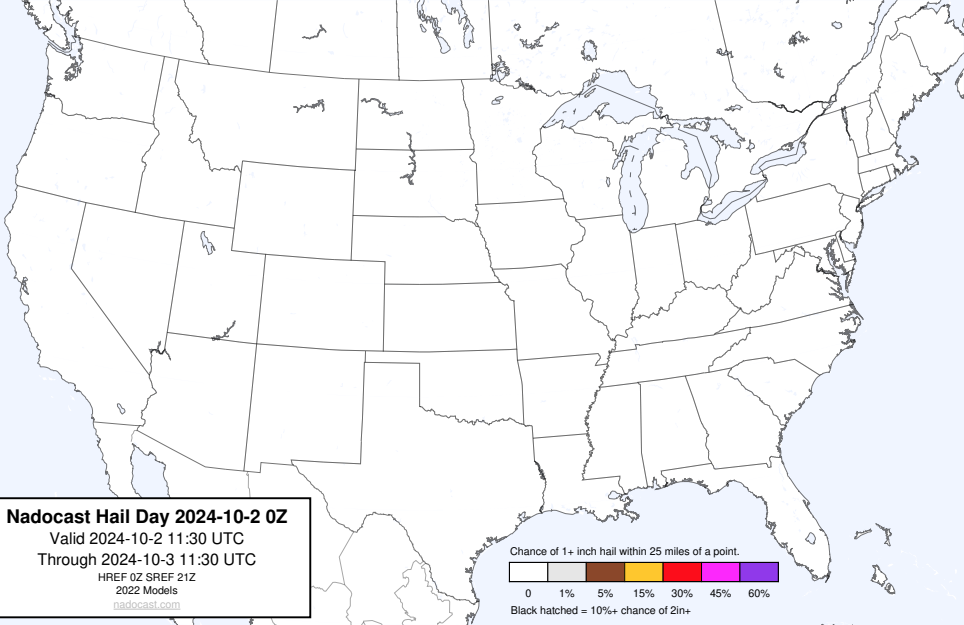 Nadocast Hail Day 2024-10-2 0Z
Valid 2024-10-2 11:30 UTC
Through 2024-10-3 11:30 UTC
HREF 0Z SREF 21Z
2022 Models
nadocast.com
Chance of 1+ inch hail within 25 miles of a point.
0 1% 5% 15% 30% 45% 60%
Black hatched = 10%+ chance of 2in+